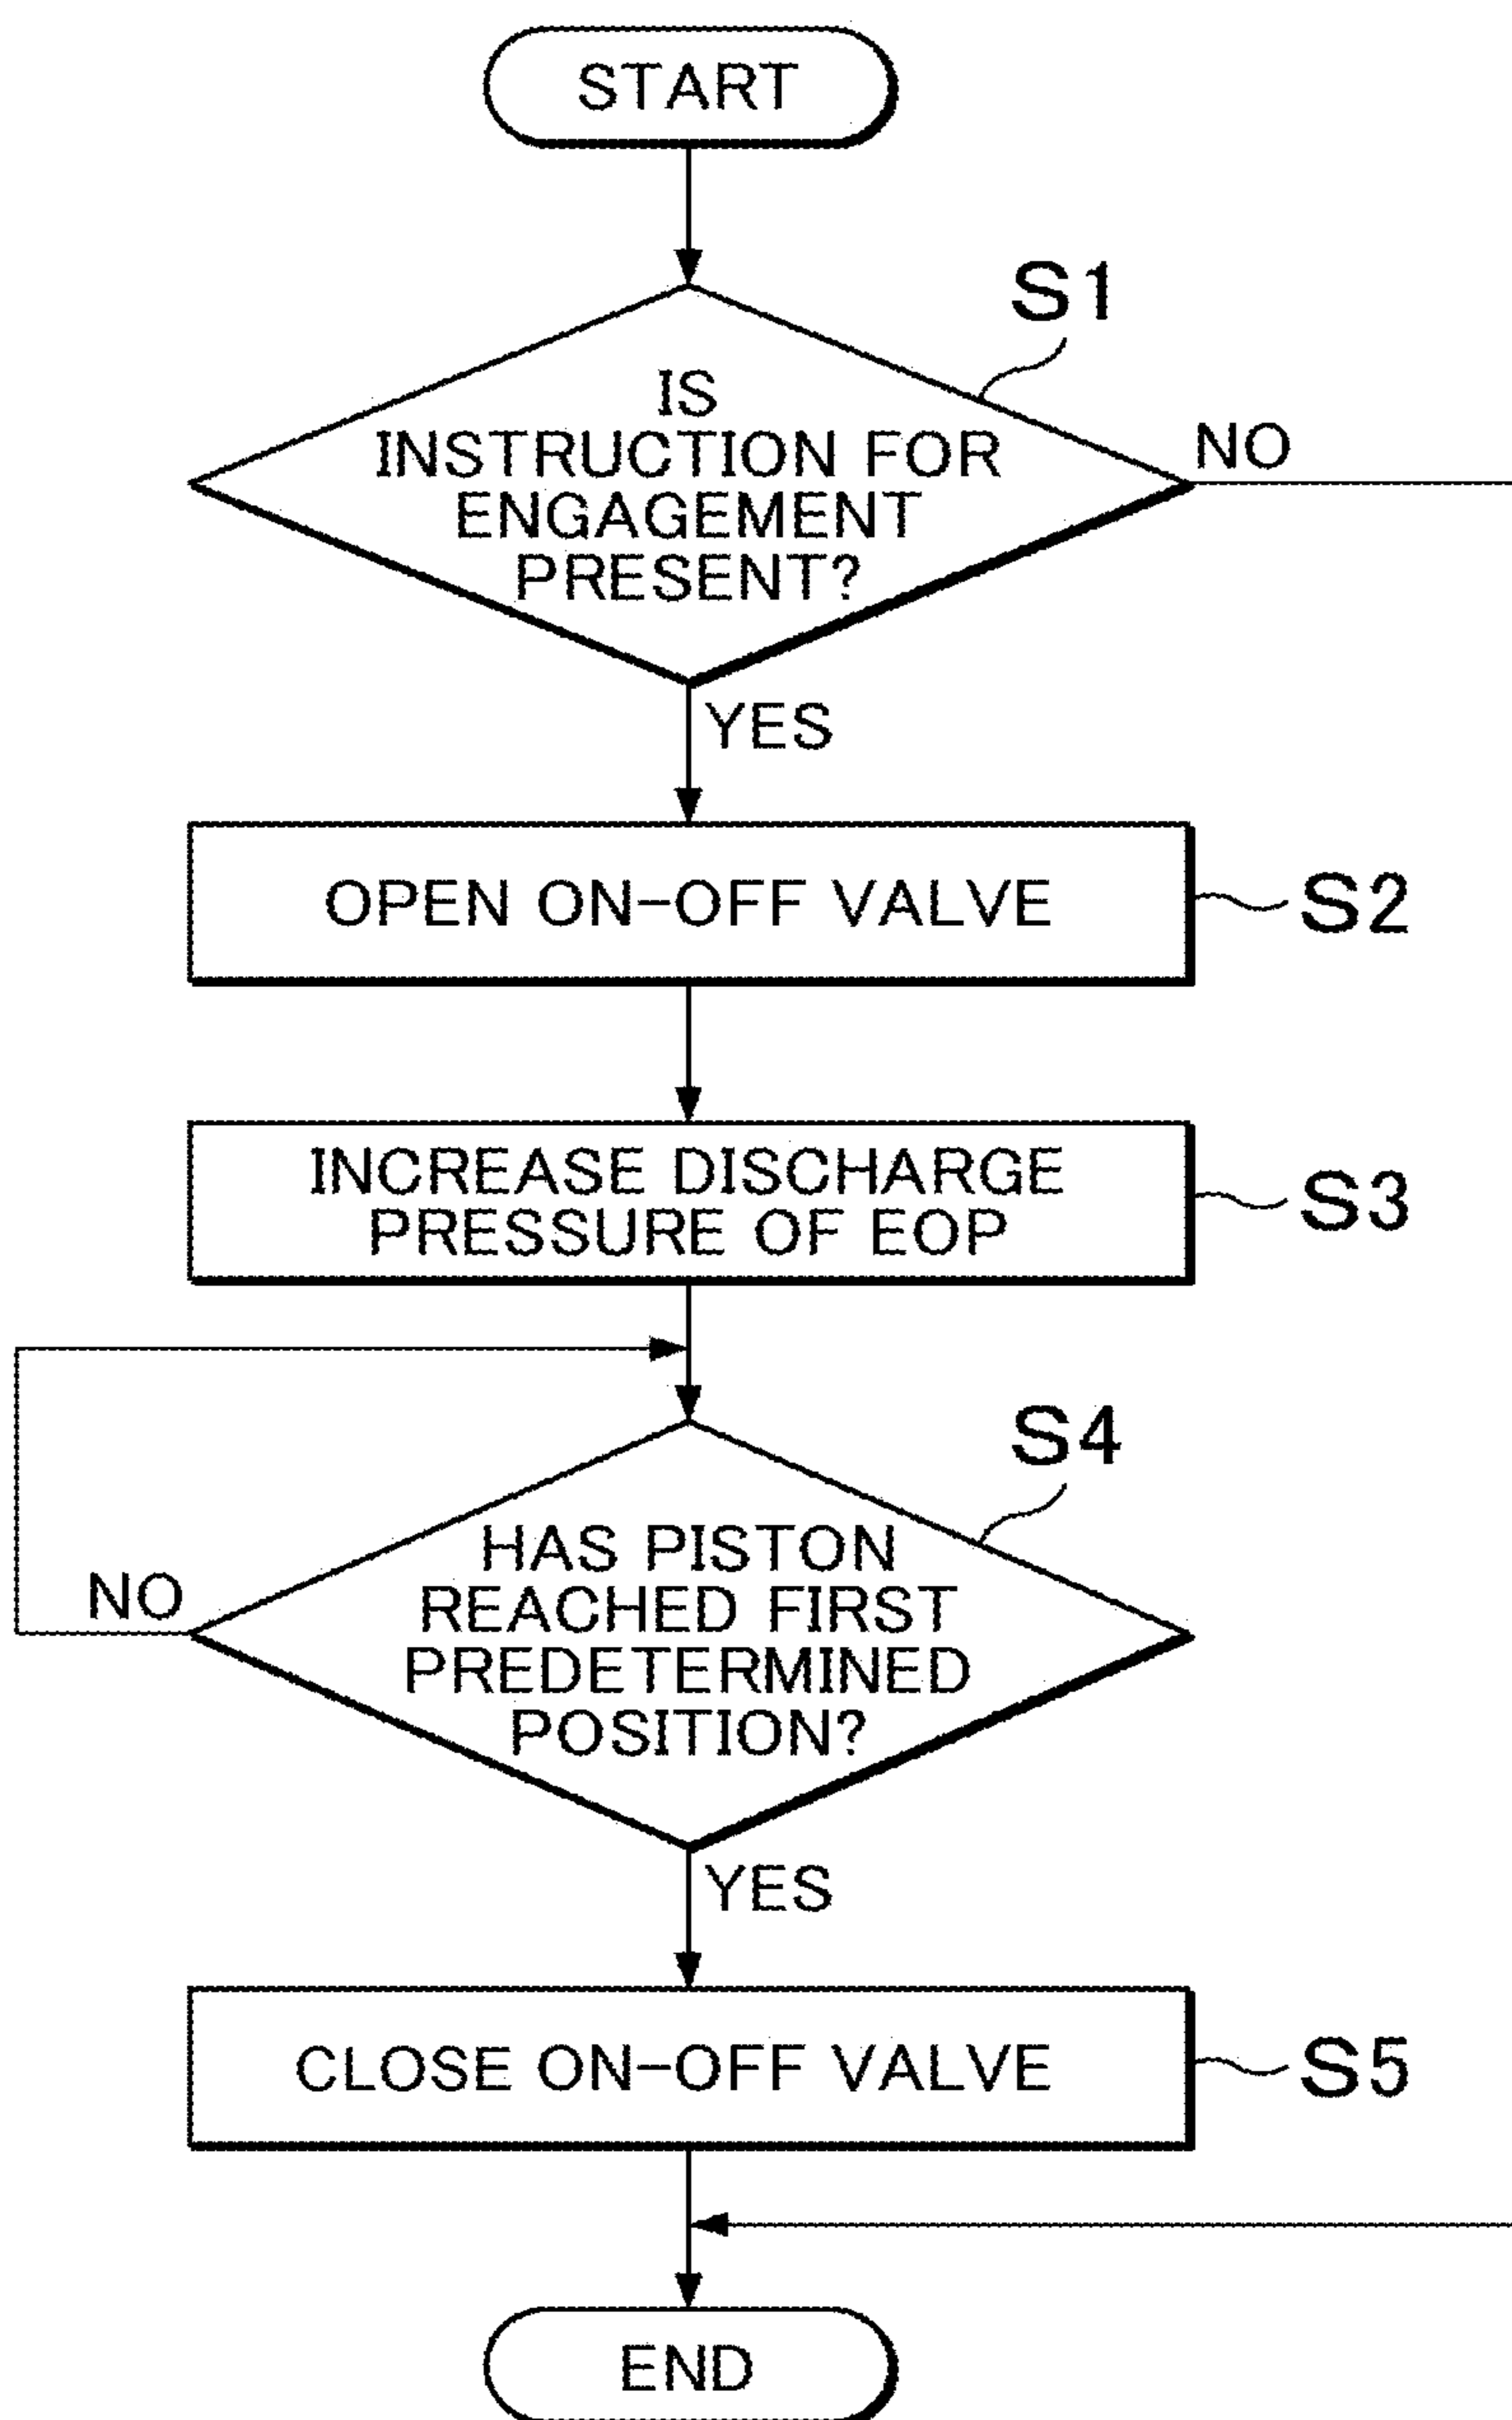 START
S1
IS
INSTRUCTION FOR
ENGAGEMENT
PRESENT?
NO
YES
OPEN ON-OFF VALVE
S2
INCREASE DISCHARGE
PRESSURE OF EOP
S3
S4
HAS PISTON
REACHED FIRST
PREDETERMINED
POSITION?
NO
YES
CLOSE ON-OFF VALVE
S5
END